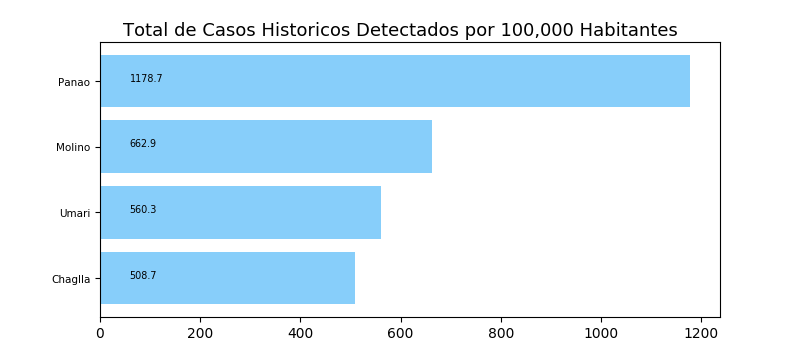 Total de Casos Historicos Detectados por 100,000 Habitantes
Panao
1178.7
Molino
662.9
Umari
560.3
Chaglla
508.7
0 200 400 600 800 1000 1200